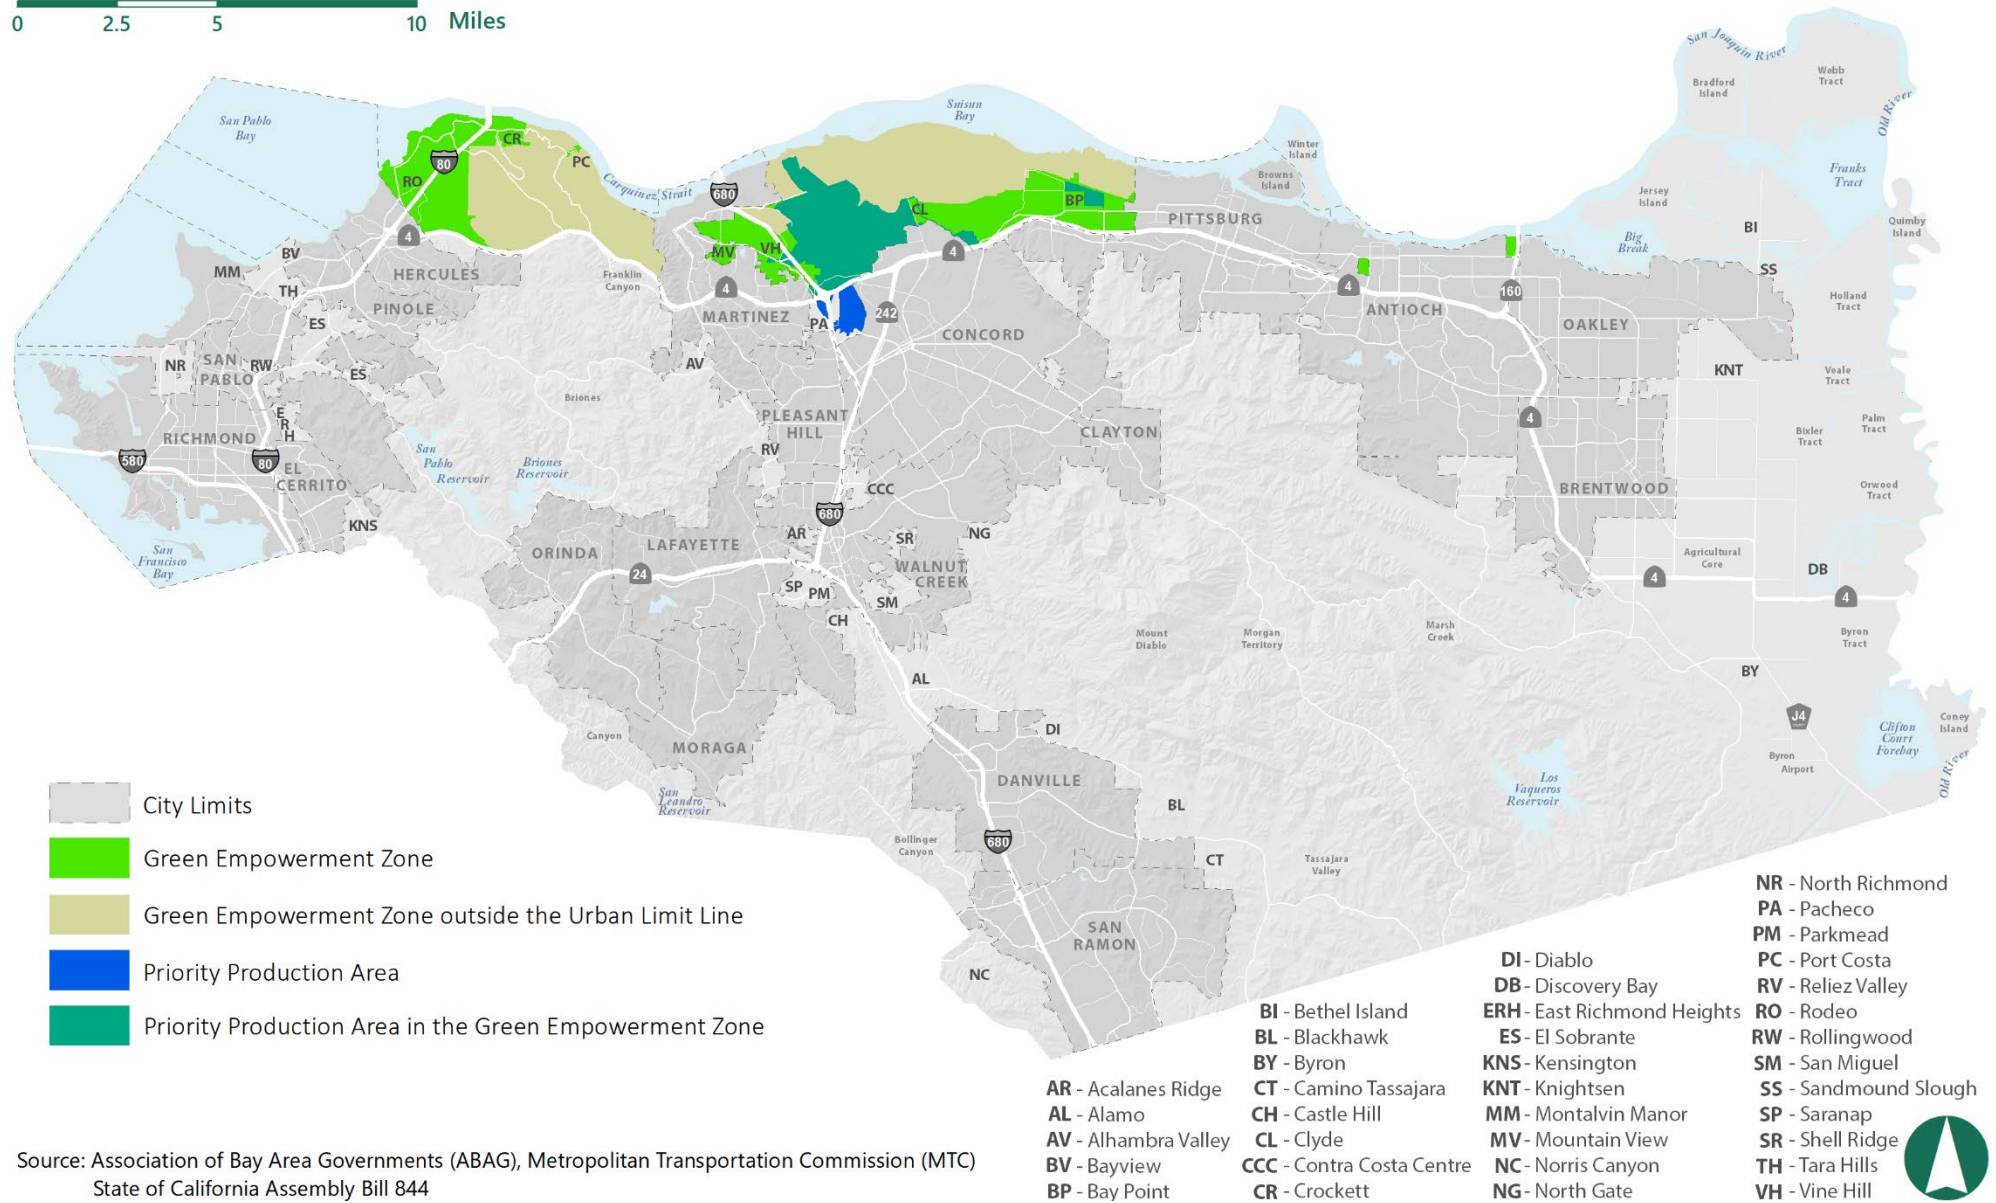 0 2.5 5 10 Miles
San Joaquin River
Webb
Tract
Bradford
Island
Old River
San Pablo
Bay
Suisun
Bay
CR
80
PC
RO
Carquinez Strait
680
Winter
Island
Browns
Island
Franks
Tract
Jersey
Island
BP
CL
PITTSBURG
BI
Quimby
Island
4
BV
MM
HERCULES
MV
VH
4
Big
Break
TH
PINOLE
Franklin
Canyon
4
SS
4
160
Holland
Tract
ES
MARTINEZ
PA
242
CONCORD
ANTIOCH
OAKLEY
NR
SAN
PABLO
RW
ES
AV
KNT
Veale
Tract
Briones
E
R
H
PLEASANT
HILL
CLAYTON
4
Palm
Tract
Bixler
Tract
RICHMOND
580
80
EL
CERRITO
San
Pablo
Reservoir
Briones
Reservoir
RV
CCC
BRENTWOOD
Orwood
Tract
KNS
680
AR
SR
NG
San
Francisco
Bay
ORINDA
LAFAYETTE
24
WALNUT
CREEK
Agricultural
Core
DB
4
4
SP
PM
SM
CH
Mount
Diablo
Morgan
Territory
Marsh
Creek
Byron
Tract
AL
BY
Canyon
MORAGA
DI
J4
Clifton
Court
Forebay
Coney
Island
Byron
Airport
Old River
DANVILLE
San
Leandro
Reservoir
BL
Los
Vaqueros
Reservoir
Bollinger
Canyon
680
CT
Tassajara
Valley
SAN
RAMON
NC
City Limits
Green Empowerment Zone
Green Empowerment Zone outside the Urban Limit Line
Priority Production Area
Priority Production Area in the Green Empowerment Zone
AR - Acalanes Ridge
AL - Alamo
AV - Alhambra Valley
BV - Bayview
BP - Bay Point
BI - Bethel Island
BL - Blackhawk
BY - Byron
CT - Camino Tassajara
CH - Castle Hill
CL - Clyde
CCC - Contra Costa Centre
CR - Crockett
DI - Diablo
DB - Discovery Bay
ERH - East Richmond Heights
ES - El Sobrante
KNS - Kensington
KNT - Knightsen
MM - Montalvin Manor
MV - Mountain View
NC - Norris Canyon
NG - North Gate
NR - North Richmond
PA - Pacheco
PM - Parkmead
PC - Port Costa
RV - Reliez Valley
RO - Rodeo
RW - Rollingwood
SM - San Miguel
SS - Sandmound Slough
SP - Saranap
SR - Shell Ridge
TH - Tara Hills
VH - Vine Hill
Source: Association of Bay Area Governments (ABAG), Metropolitan Transportation Commission (MTC)
State of California Assembly Bill 844